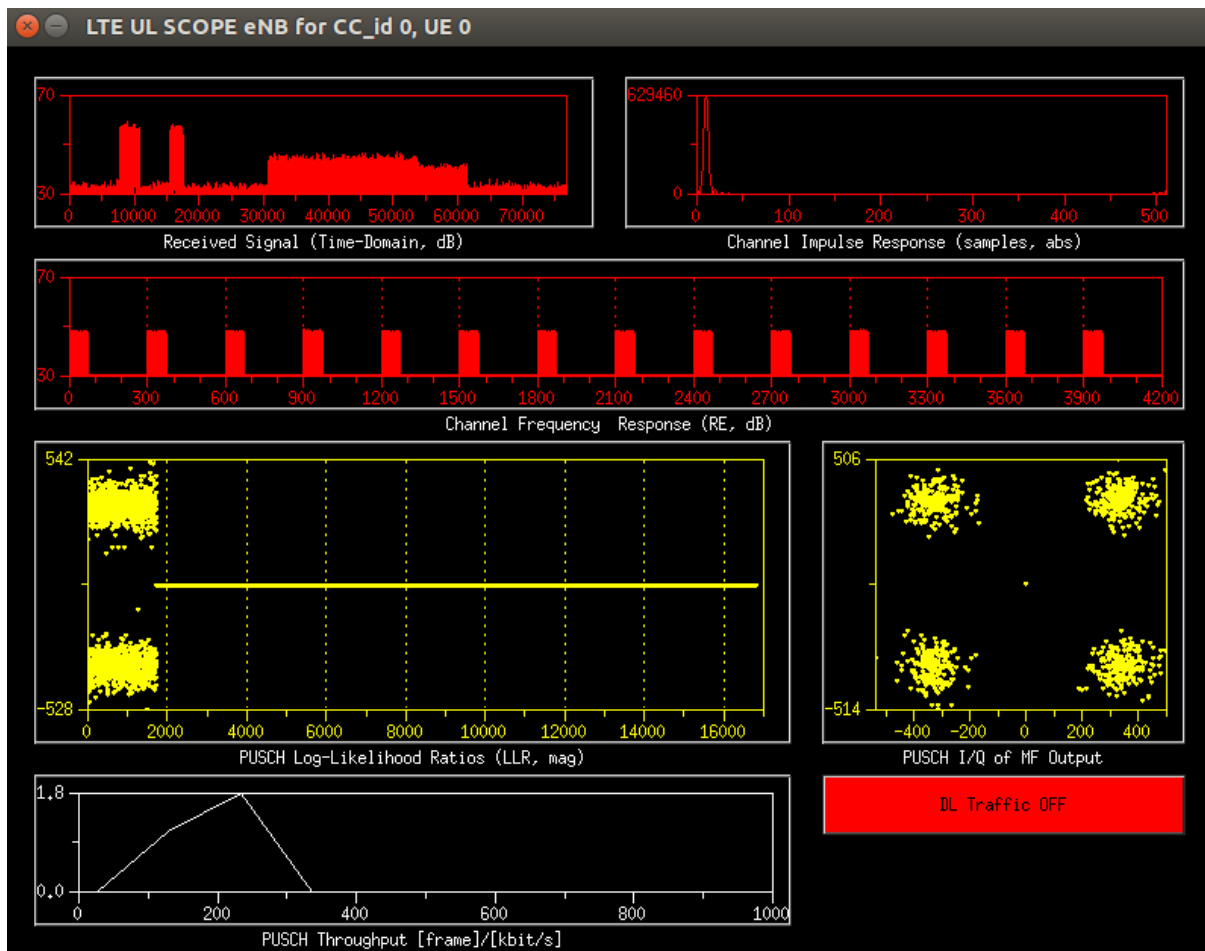 LTE UL SCOPE eNB for CC_id 0, UE 0
70
30
0 10000 20000 30000 40000 50000 60000 70000
Received Signal (Time-Domain, dB)
629460
0
0 100 200 300 400 500
Channel Impulse Response (samples, abs)
70
30
0 300 600 900 1200 1500 1800 2100 2400 2700 3000 3300 3600 3900 4200
Channel Frequency Response (RE, dB)
542
-528
0 2000 4000 6000 8000 10000 12000 14000 16000
PUSCH Log-Likelihood Ratios (LLR, mag)
506
-514
-400 -200 0 200 400
PUSCH I/Q of MF Output
1.8
0.0
0 200 400 600 800 1000
PUSCH Throughput [frame]/[kbit/s]
DL Traffic OFF